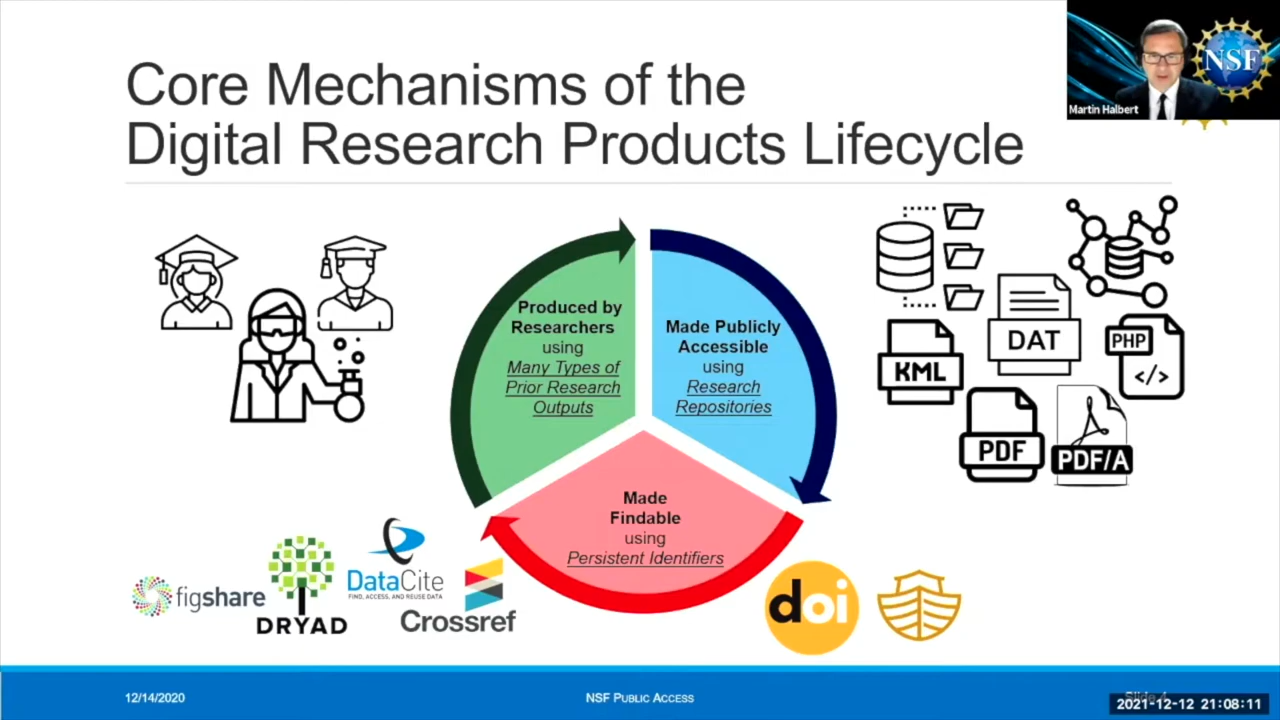 Core Mechanisms of the
Digital Research Products Lifecycle
NSF
Martin Halbert
Produced by
Researchers
using
Many Types of
Prior Research
Outputs
Made Publicly
Accessible
using
Research
Repositories
Made
Findable
using
Persistent Identifiers
DAT
PHP
</>
KML
PDF
PDF/A
figshare
DRYAD
DataCite
FIND, ACCESS, AND REUSE DATA
Crossref
doi
12/14/2020
NSF PUBLIC ACCESS
Slide 4
2021-12-12 21:08:11